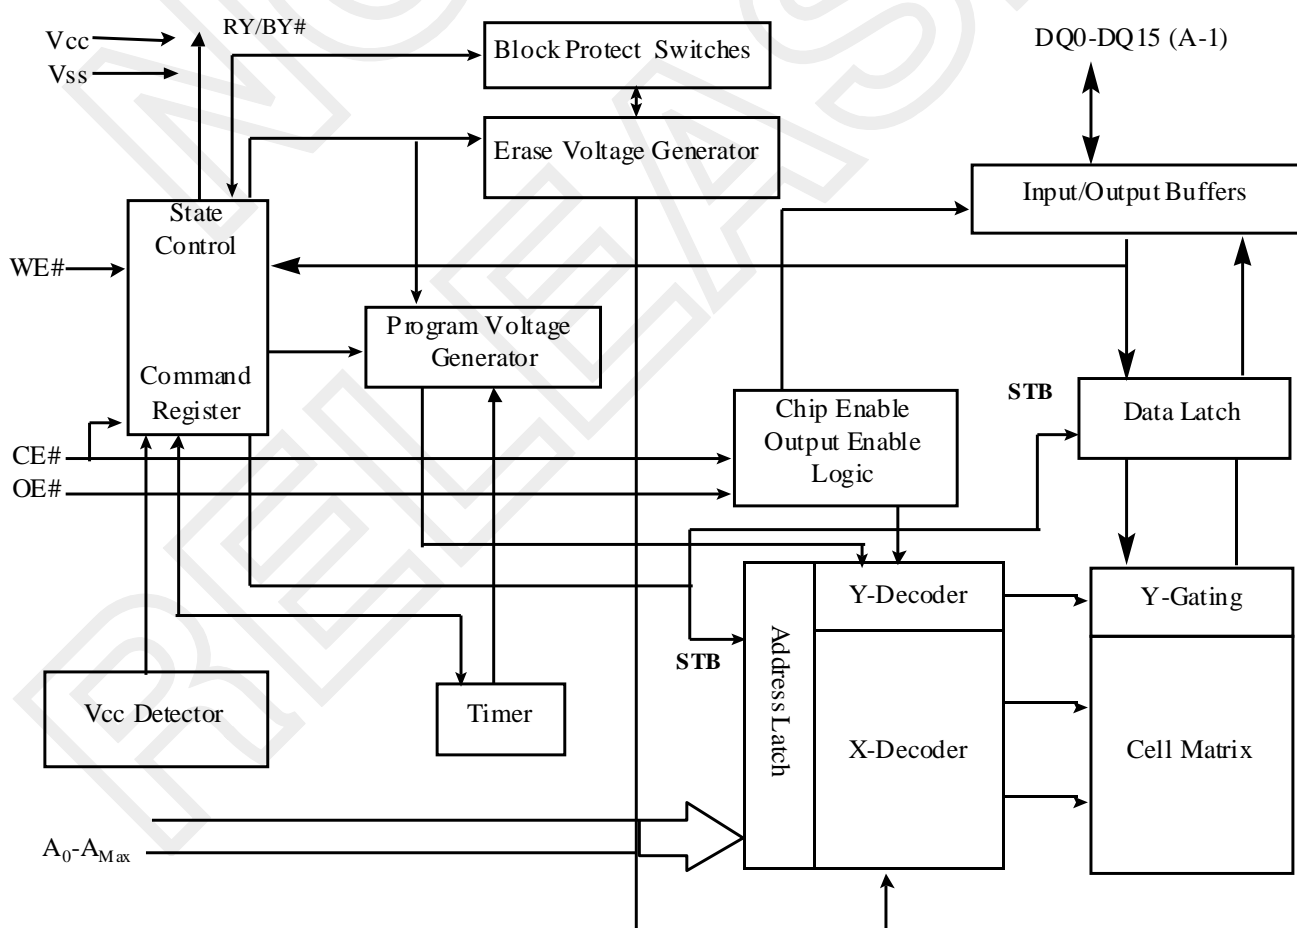 Vcc
Vss
RY/BY#
Block Protect Switches
DQ0-DQ15 (A-1)
Erase Voltage Generator
Input/Output Buffers
State
Control
WE#
Program Voltage
Generator
Command
Register
STB
Chip Enable
Output Enable
Logic
Data Latch
CE#
OE#
Y-Decoder
Y-Gating
STB
Address Latch
Vcc Detector
Timer
X-Decoder
Cell Matrix
A0-AMax